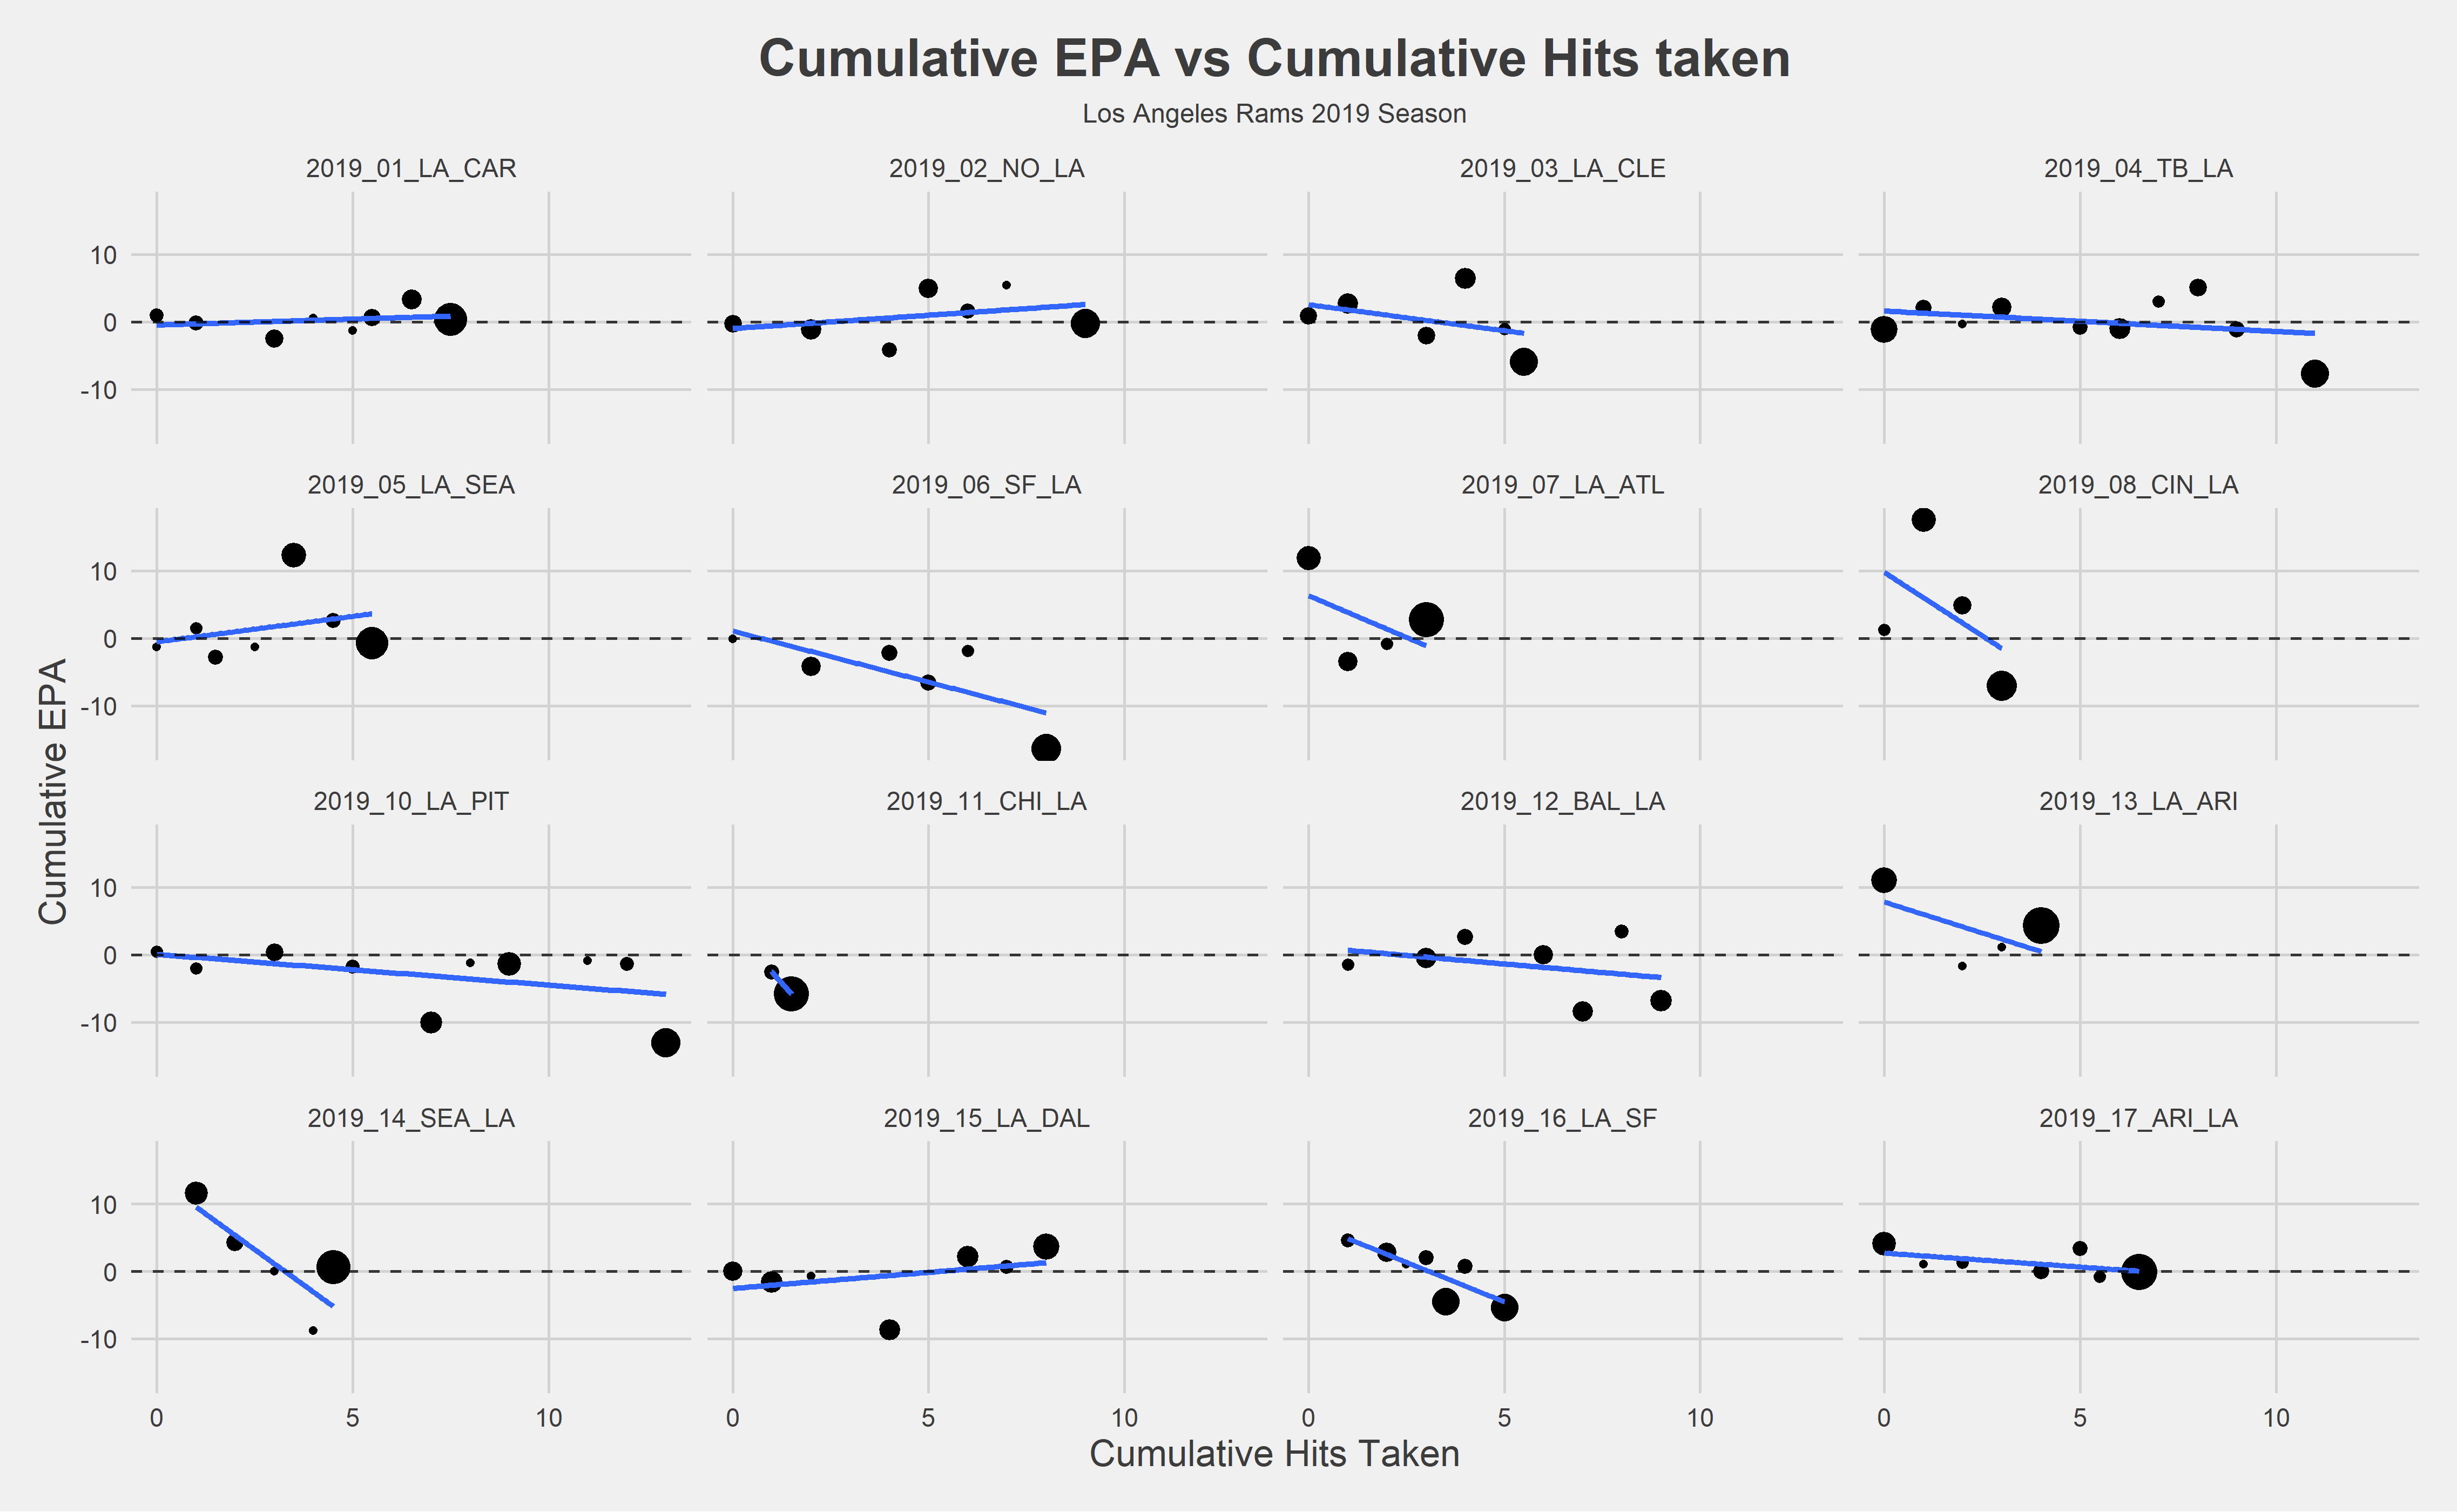 Cumulative EPA vs Cumulative Hits taken
Los Angeles Rams 2019 Season
2019_01_LA_CAR
2019_02_NO_LA
2019_03_LA_CLE
2019_04_TB_LA
10
0
-10
2019_05_LA_SEA
2019_06_SF_LA
2019_07_LA_ATL
2019_08_CIN_LA
10
0
-10
Cumulative EPA
2019_10_LA_PIT
2019_11_CHI_LA
2019_12_BAL_LA
2019_13_LA_ARI
10
0
-10
2019_14_SEA_LA
2019_15_LA_DAL
2019_16_LA_SF
2019_17_ARI_LA
10
0
-10
0 5 10
0 5 10
0 5 10
0 5 10
Cumulative Hits Taken